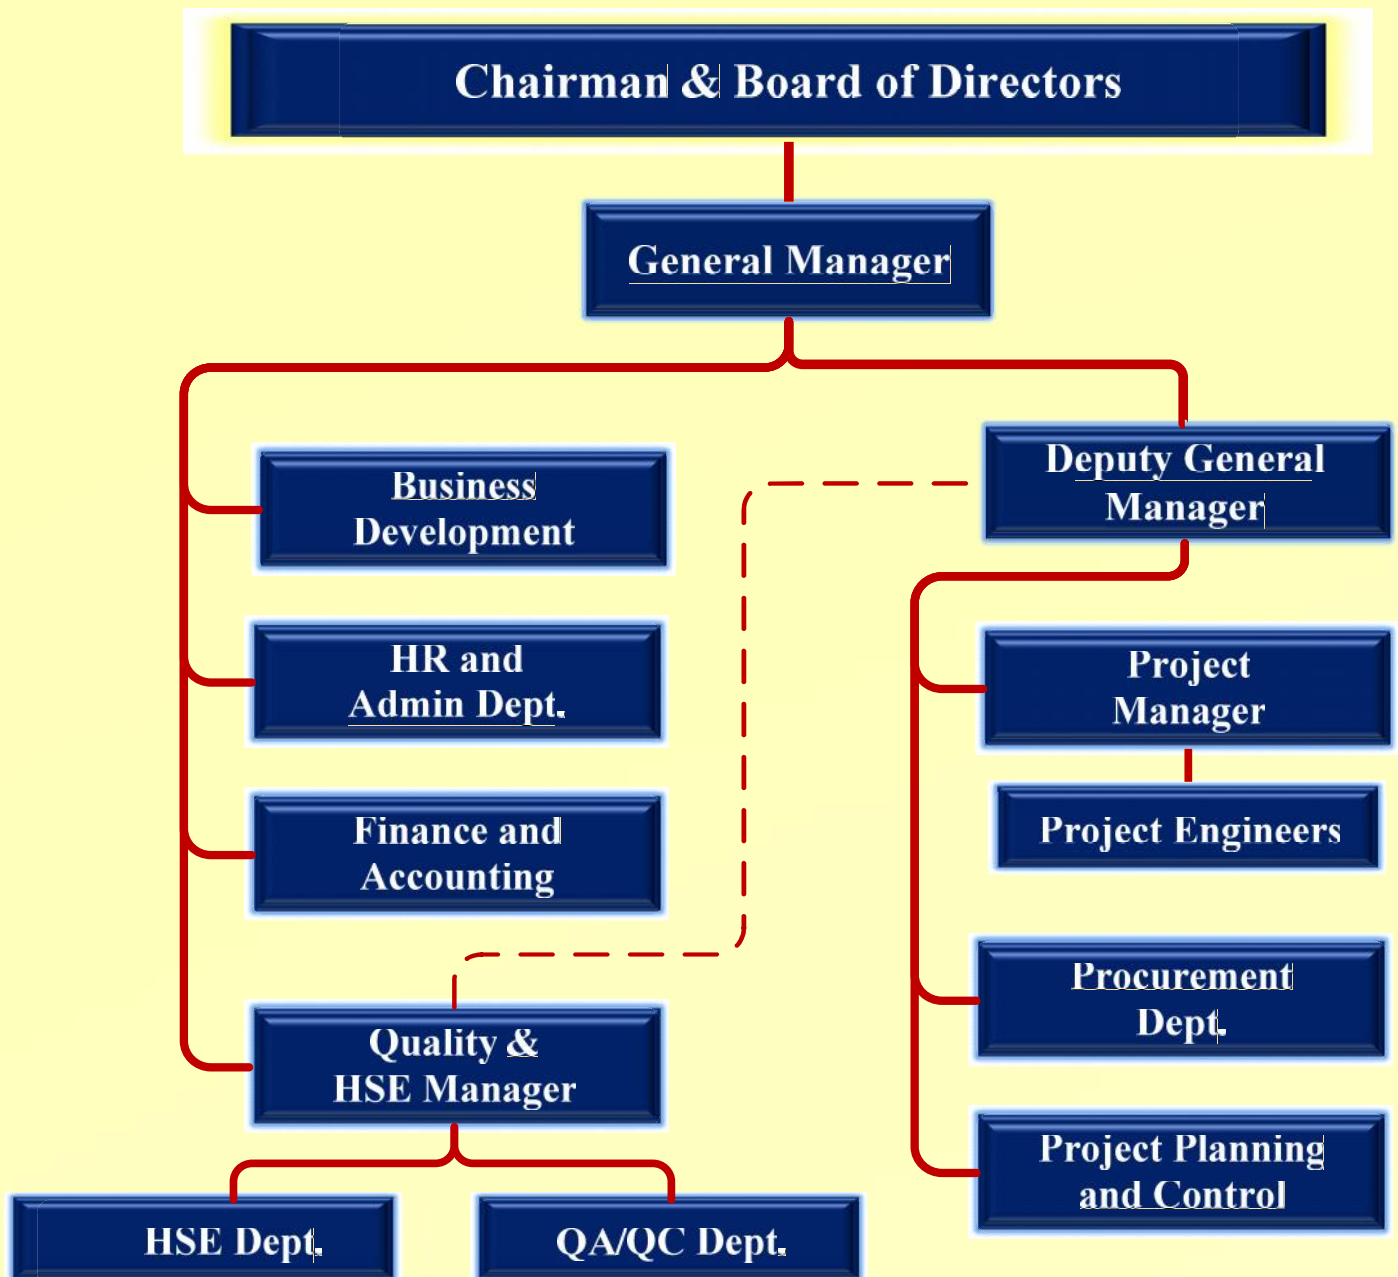 Chairman & Board of Directors
General Manager
Business
Development
HR and
Admin Dept.
Finance and
Accounting
Quality &
HSE Manager
HSE Dept.
QA/QC Dept.
Deputy General
Manager
Project
Manager
Project Engineers
Procurement
Dept.
Project Planning
and Control